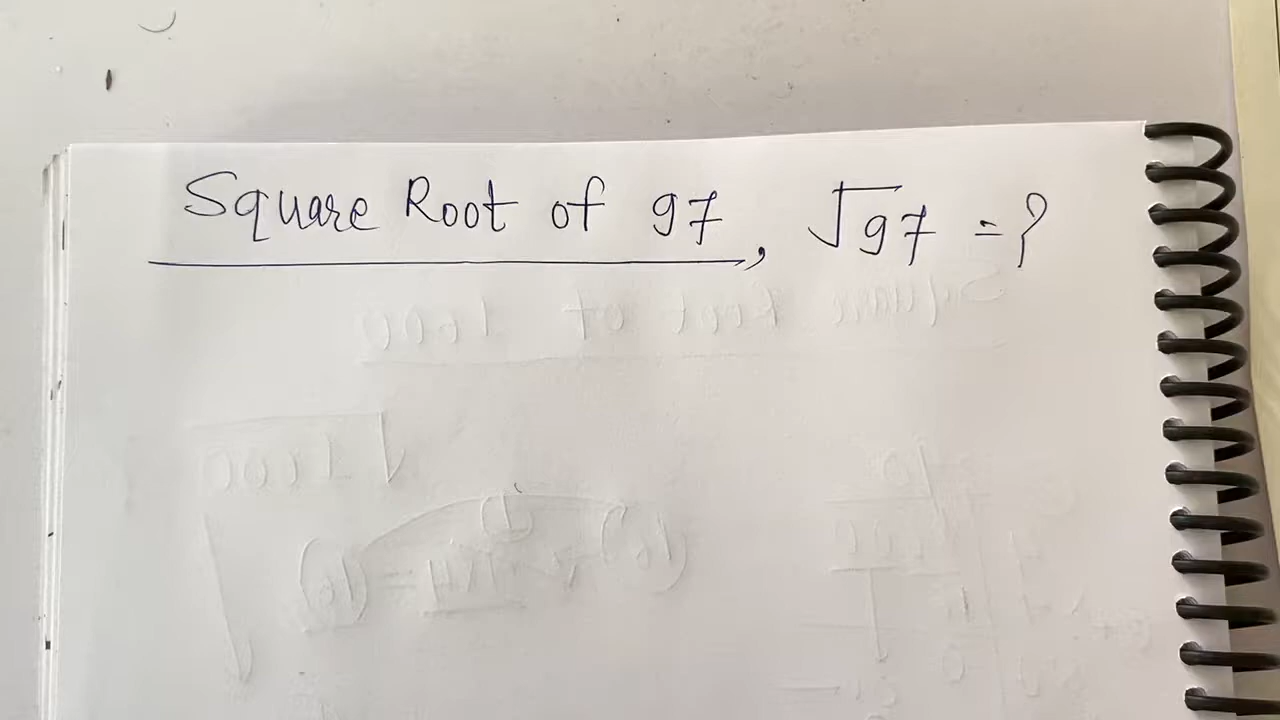 Square Root of 97, √97 = ?